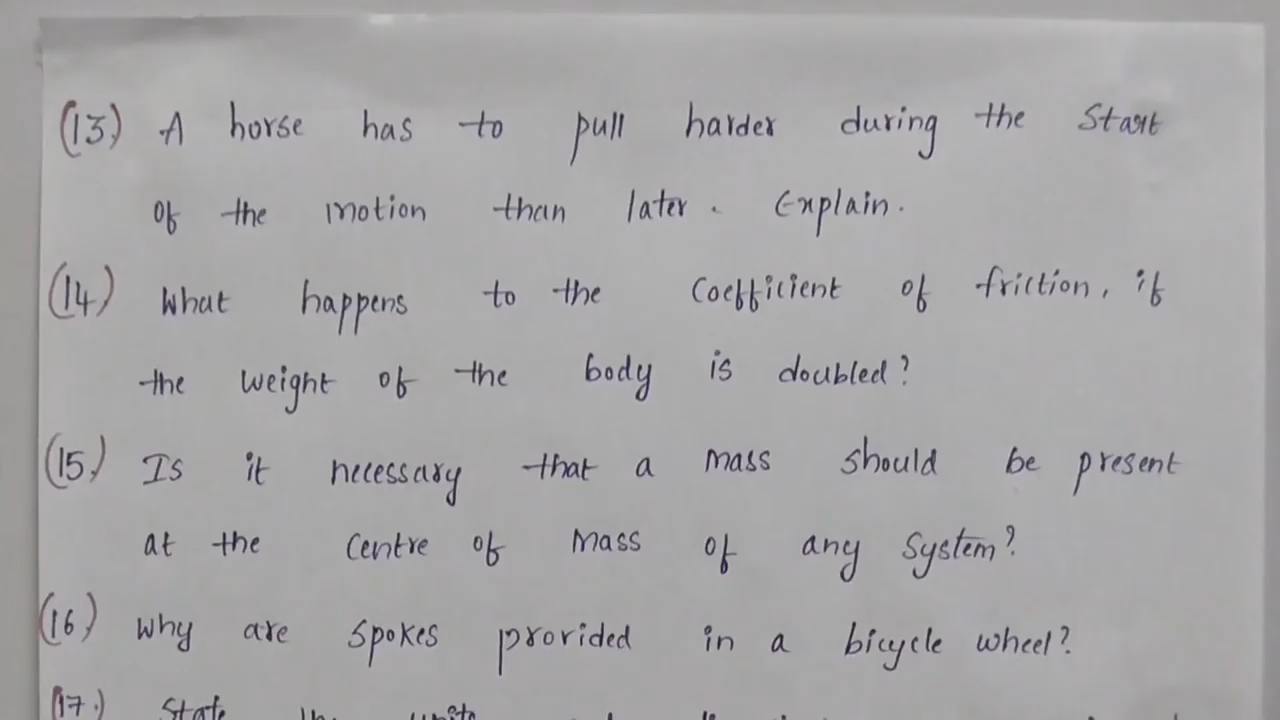 (13.) A horse has to pull harder during the Start
of the motion than later. Explain.
(14) What happens to the Coefficient of friction, if
the weight of the body is doubled?
(15.) Is it necessary that a mass should be present
at the Centre of Mass of any System?
(16) Why are Spokes provided in a bicycle wheel?
(17.) State the units and